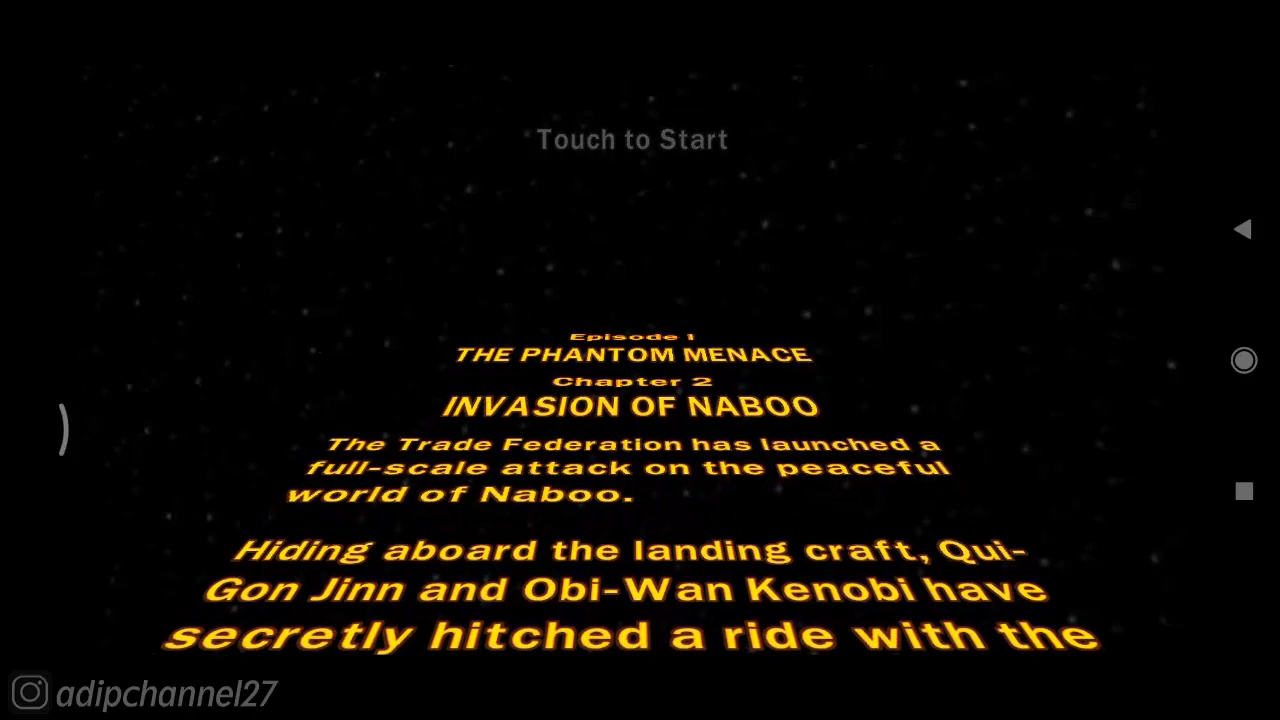 Touch to Start
Episode I
THE PHANTOM MENACE
Chapter 2
INVASION OF NABOO
The Trade Federation has launched a
full-scale attack on the peaceful
world of Naboo.
Hiding aboard the landing craft, Qui-
Gon Jinn and Obi-Wan Kenobi have
secretly hitched a ride with the
adipchannel27